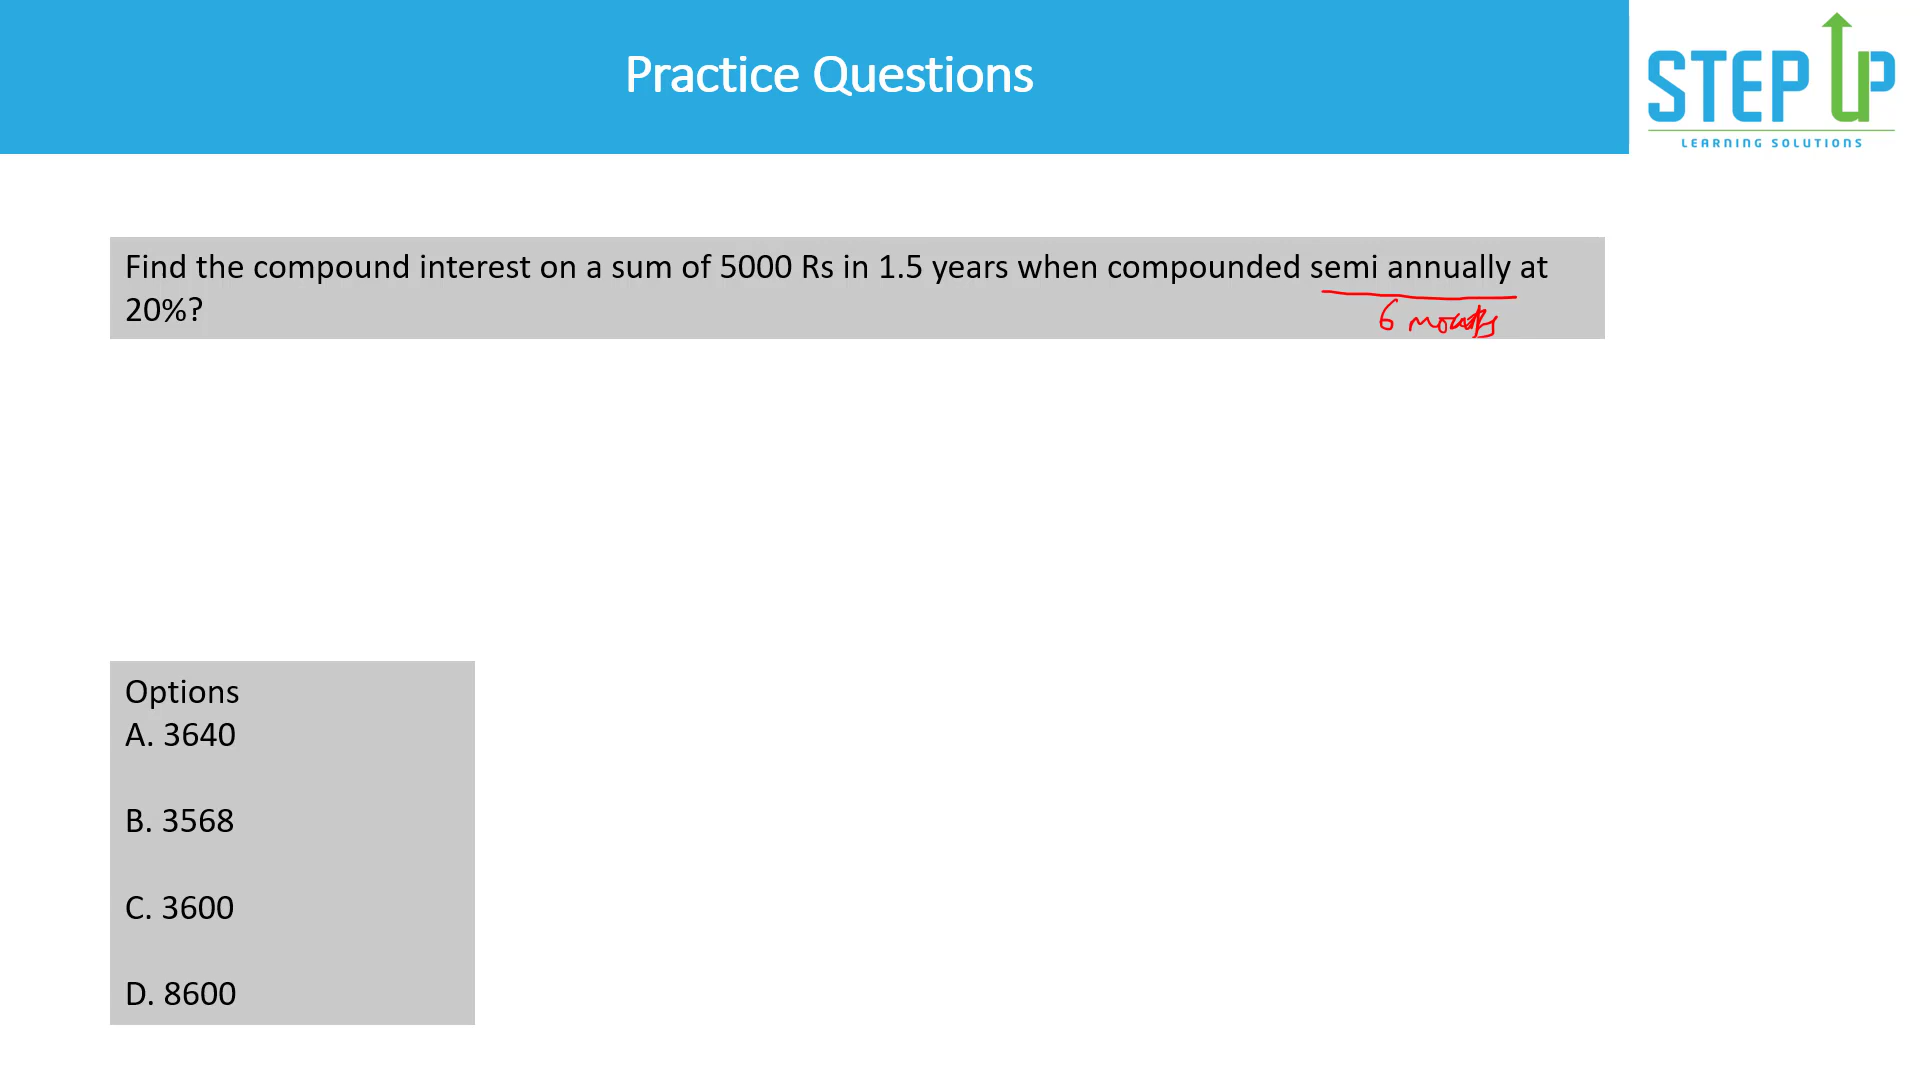 Practice Questions
STEP UP
LEARNING SOLUTIONS
Find the compound interest on a sum of 5000 Rs in 1.5 years when compounded semi annually at
20%?
6 months
Options
A. 3640
B. 3568
C. 3600
D. 8600